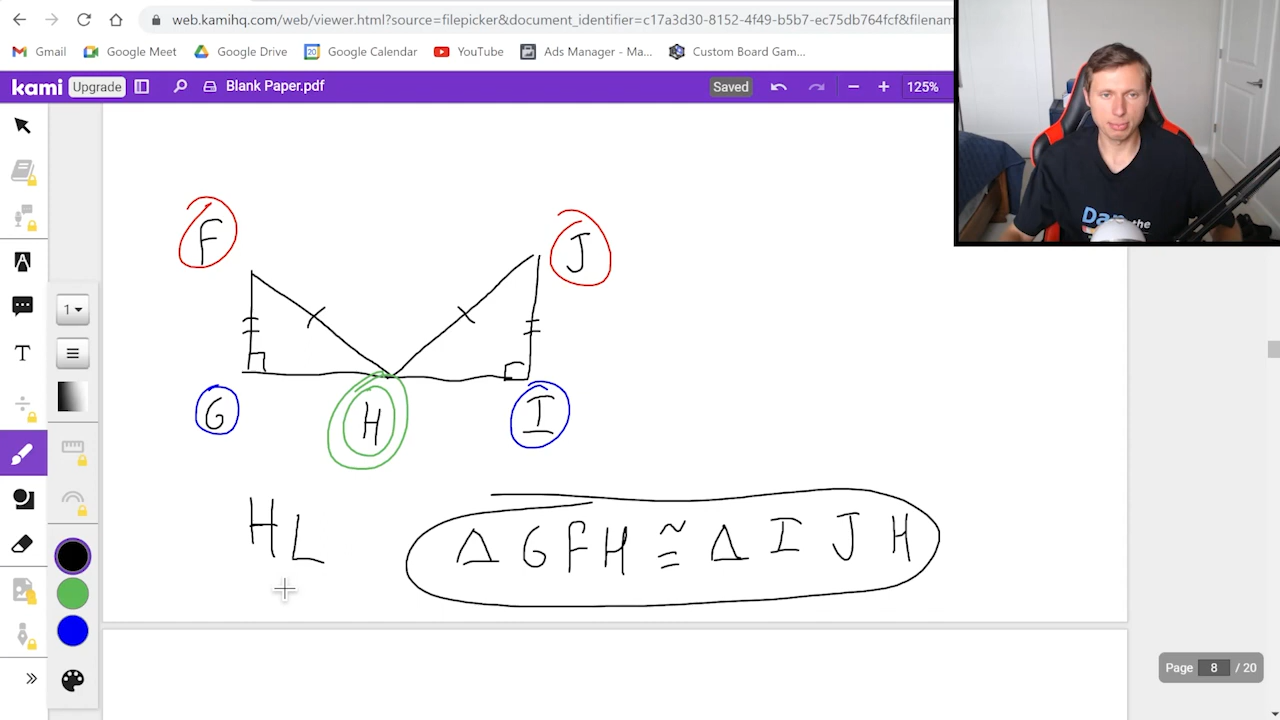 web.kamihq.com/web/viewer.html?source=filepicker&document_identifier=c17a3d30-8152-4f49-b5b7-ec75db764fcf&filenam
Gmail Google Meet Google Drive 20 Google Calendar YouTube Ads Manager - Ma... Custom Board Gam...
kami Upgrade Blank Paper.pdf Saved 125%
F J
1
G H I
HL Δ GFH ≅ Δ IJH
Page 8 / 20
the